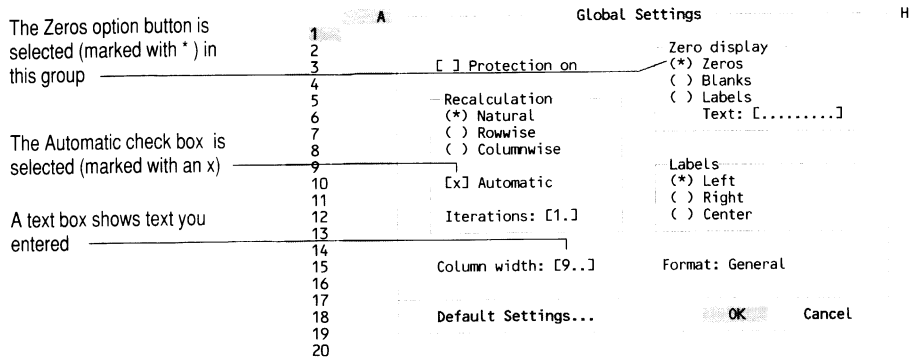 A Global Settings H
The Zeros option button is
selected (marked with * ) in
this group
1
2
3
4
5
6
7
8
9
10
11
12
13
14
15
16
17
18
19
20
[ ] Protection on
Zero display
(*) Zeros
( ) Blanks
( ) Labels
Text: [.........]
Recalculation
(*) Natural
( ) Rowwise
( ) Columnwise
The Automatic check box is
selected (marked with an x)
[x] Automatic
Labels
(*) Left
( ) Right
( ) Center
A text box shows text you
entered
Iterations: [1.]
Column width: [9..] Format: General
Default Settings... OK Cancel